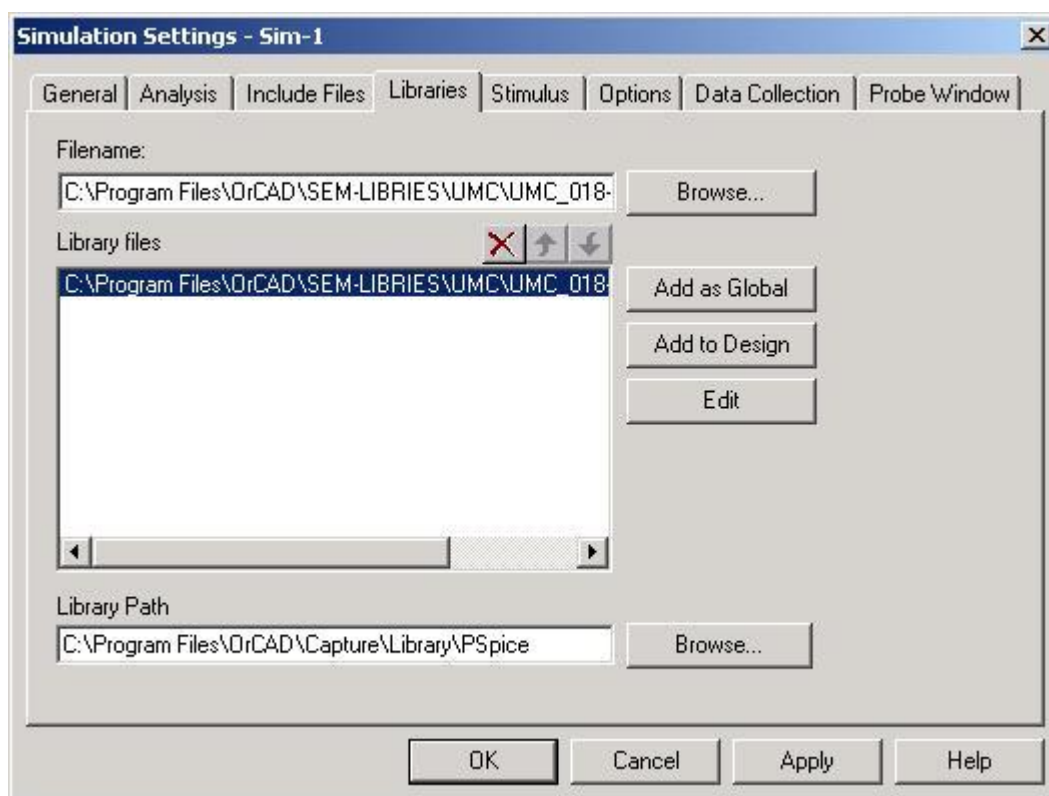 Simulation Settings - Sim-1
General Analysis Include Files Libraries Stimulus Options Data Collection Probe Window
Filename:
C:\Program Files\OrCAD\SEM-LIBRIES\UMC\UMC_018-
Browse...
Library files
C:\Program Files\OrCAD\SEM-LIBRIES\UMC\UMC_018-
Add as Global
Add to Design
Edit
Library Path
C:\Program Files\OrCAD\Capture\Library\PSpice
Browse...
OK Cancel Apply Help